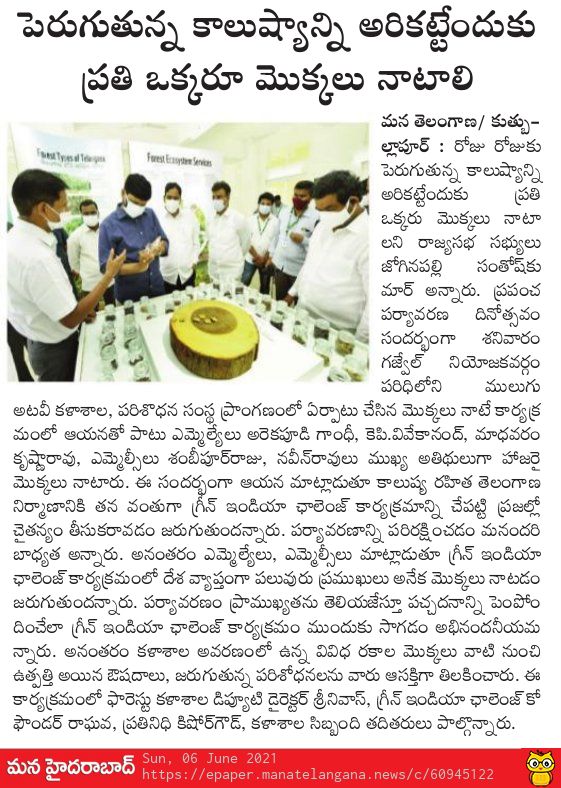 పెరుగుతున్న కాలుష్యాన్ని అరికట్టేందుకు
ప్రతి ఒక్కరూ మొక్కలు నాటాలి
Forest Types of Telangana
Forest Ecosystem Services
మన తెలంగాణ/ కుత్బు-
ల్లాపూర్ : రోజు రోజుకు
పెరుగుతున్న కాలుష్యాన్ని
అరికట్టేందుకు ప్రతి
ఒక్కరు మొక్కలు నాటా
లని రాజ్యసభ సభ్యులు
జోగినపల్లి సంతోష్‌కు
మార్ అన్నారు. ప్రపంచ
పర్యావరణ దినోత్సవం
సందర్భంగా శనివారం
గజ్వేల్ నియోజకవర్గం
పరిధిలోని ములుగు
అటవీ కళాశాల, పరిశోధన సంస్థ ప్రాంగణంలో ఏర్పాటు చేసిన మొక్కలు నాటే కార్యక్ర
మంలో ఆయనతో పాటు ఎమ్మెల్యేలు అరెకపూడి గాంధీ, కెపి.వివేకానంద్, మాధవరం
కృష్ణారావు, ఎమ్మెల్సీలు శంబీపూర్‌రాజు, నవీన్‌రావులు ముఖ్య అతిథులుగా హాజరై
మొక్కలు నాటారు. ఈ సందర్భంగా ఆయన మాట్లాడుతూ కాలుష్య రహిత తెలంగాణ
నిర్మాణానికి తన వంతుగా గ్రీన్ ఇండియా ఛాలెంజ్ కార్యక్రమాన్ని చేపట్టి ప్రజల్లో
చైతన్యం తీసుకరావడం జరుగుతుందన్నారు. పర్యావరణాన్ని పరిరక్షించడం మనందరి
బాధ్యత అన్నారు. అనంతరం ఎమ్మెల్యేలు, ఎమ్మెల్సీలు మాట్లాడుతూ గ్రీన్ ఇండియా
ఛాలెంజ్ కార్యక్రమంలో దేశ వ్యాప్తంగా పలువురు ప్రముఖులు అనేక మొక్కలు నాటడం
జరుగుతుందన్నారు. పర్యావరణం ప్రాముఖ్యతను తెలియజేస్తూ పచ్చదనాన్ని పెంపోం
దించేలా గ్రీన్ ఇండియా ఛాలెంజ్ కార్యక్రమం ముందుకు సాగడం అభినందనీయమ
న్నారు. అనంతరం కళాశాల అవరణంలో ఉన్న వివిధ రకాల మొక్కలు వాటి నుంచి
ఉత్పత్తి అయిన ఔషదాలు, జరుగుతున్న పరిశోధనలను వారు ఆసక్తిగా తిలకించారు. ఈ
కార్యక్రమంలో ఫారెస్టు కళాశాల డిప్యూటి డైరెక్టర్ శ్రీనివాస్, గ్రీన్ ఇండియా ఛాలెంజ్ కో
ఫౌండర్ రాఘవ, ప్రతినిధి కిషోర్‌గౌడ్, కళాశాల సిబ్బంది తదితరులు పాల్గొన్నారు.
మన హైదరాబాద్
Sun, 06 June 2021
https://epaper.manatelangana.news/c/60945122